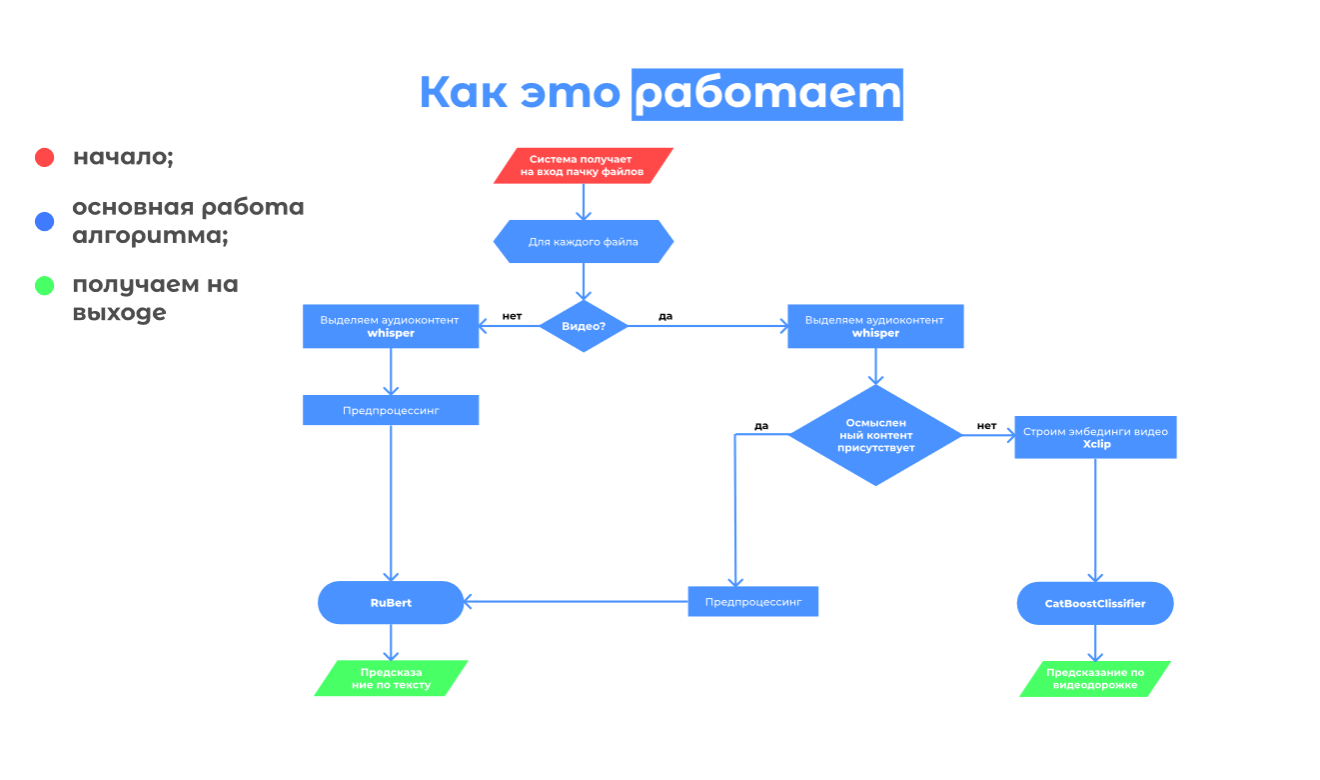 Как это работает
начало;
основная работа
алгоритма;
получаем на
выходе
Система получает
на вход пачку файлов
Для каждого файла
Видео?
нет
да
Выделяем аудиоконтент
whisper
Выделяем аудиоконтент
whisper
Предпроцессинг
Осмыслен
ный контент
присутствует
да
нет
Строим эмбединги видео
Xclip
RuBert
Предпроцессинг
CatBoostClissifier
Предсказа
ние по тексту
Предсказание по
видеодорожке